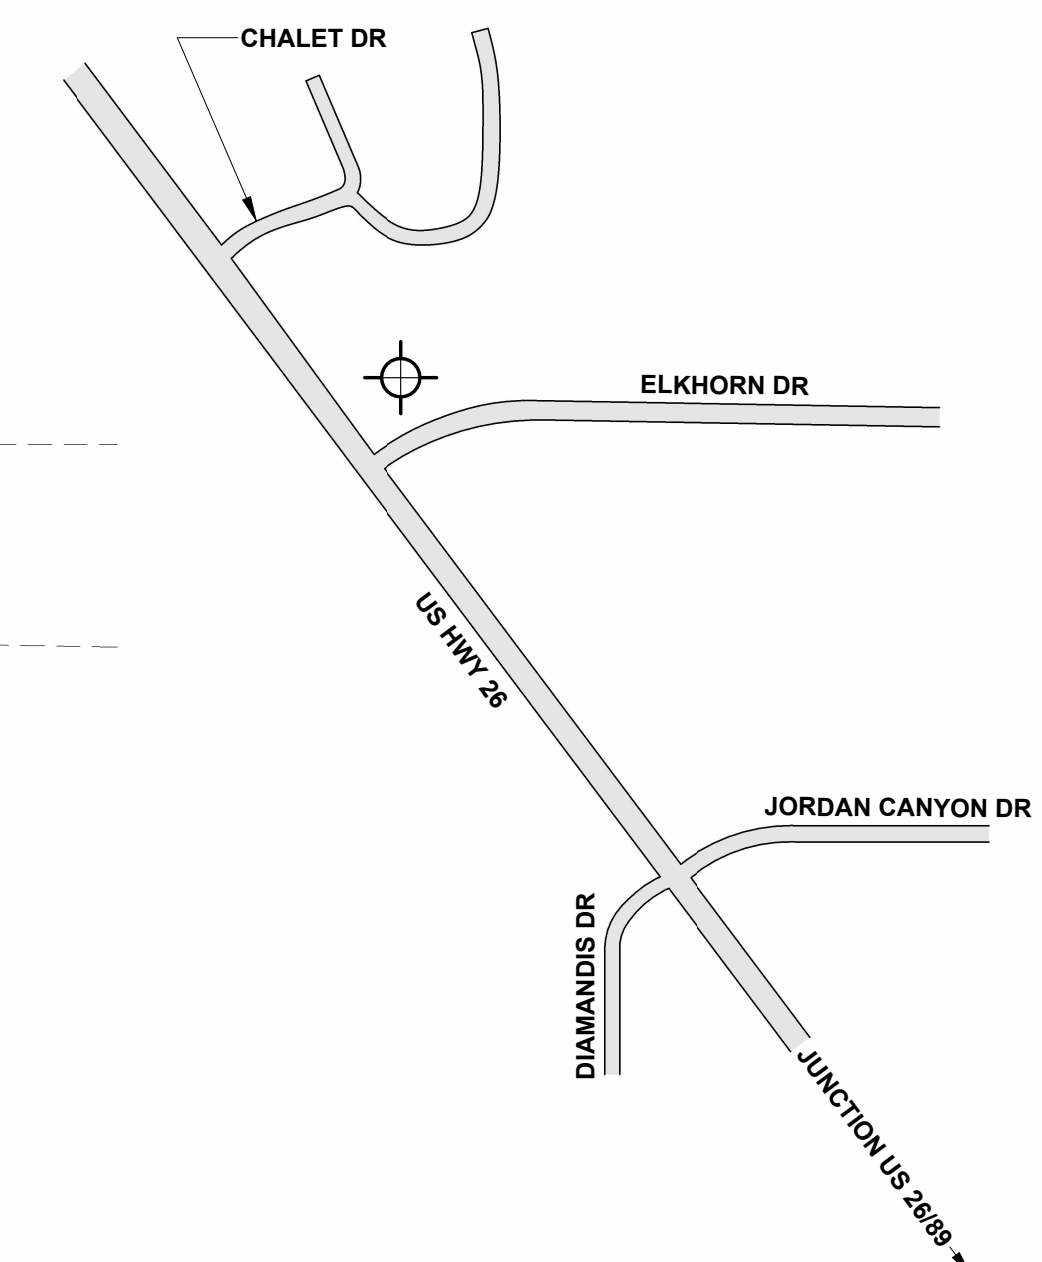 CHALET DR
ELKHORN DR
US HWY 26
JORDAN CANYON DR
DIAMANDIS DR
JUNCTION US 26/89